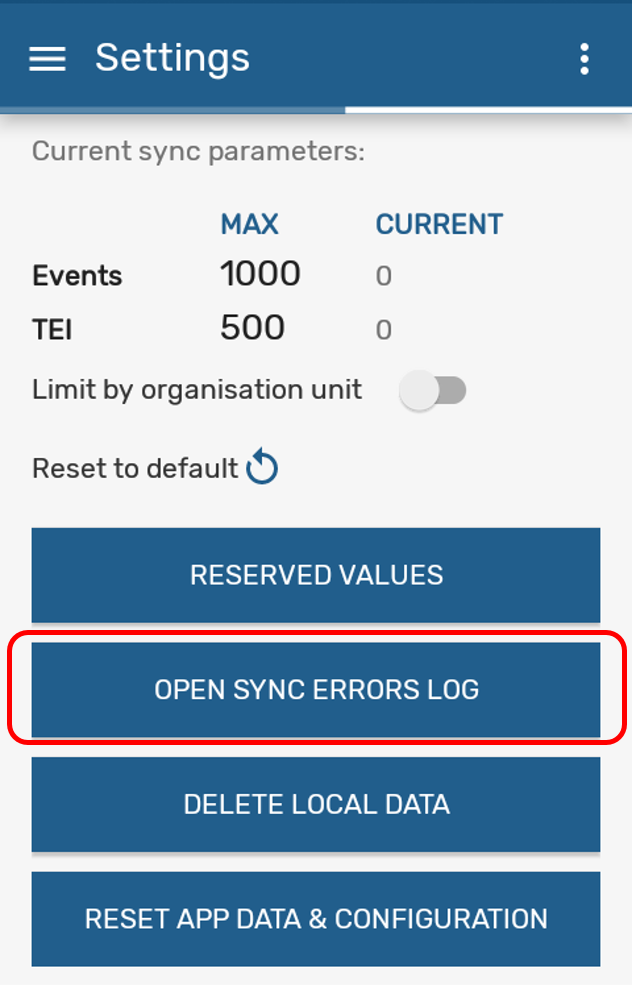 Settings
Current sync parameters:
MAX CURRENT
Events 1000 0
TEI 500 0
Limit by organisation unit
Reset to default
RESERVED VALUES
OPEN SYNC ERRORS LOG
DELETE LOCAL DATA
RESET APP DATA & CONFIGURATION